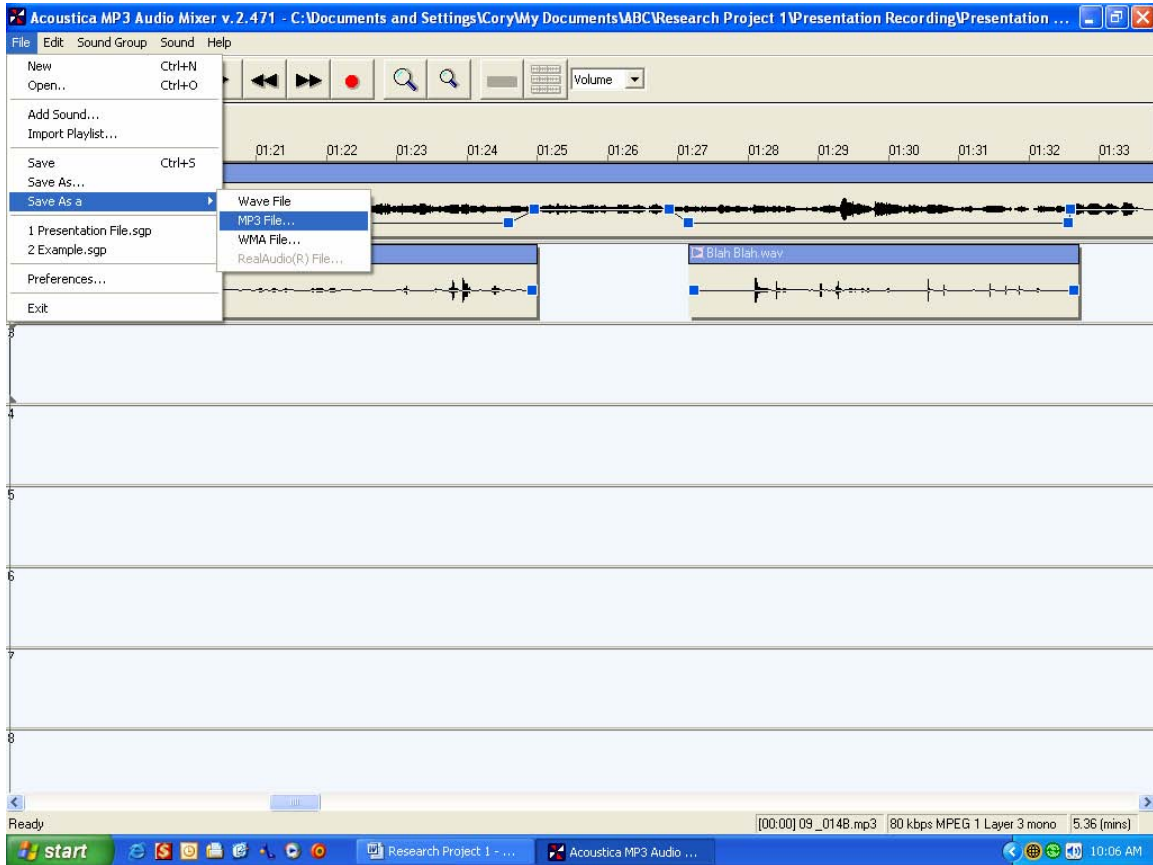 Acoustica MP3 Audio Mixer v.2.471 - C:\Documents and Settings\Cory\My Documents\ABC\Research Project 1\Presentation Recording\Presentation ...
File Edit Sound Group Sound Help
New Ctrl+N
Open.. Ctrl+O
Add Sound...
Import Playlist...
Save Ctrl+S
Save As...
Save As a
1 Presentation File.sgp
2 Example.sgp
Preferences...
Exit
Wave File
MP3 File...
WMA File...
RealAudio(R) File...
Volume
01:21 01:22 01:23 01:24 01:25 01:26 01:27 01:28 01:29 01:30 01:31 01:32 01:33
Blah Blah.wav
3
4
5
6
7
8
Ready
[00:00] 09_014B.mp3 80 kbps MPEG 1 Layer 3 mono 5.36 (mins)
start Research Project 1 - ... Acoustica MP3 Audio ... 10:06 AM